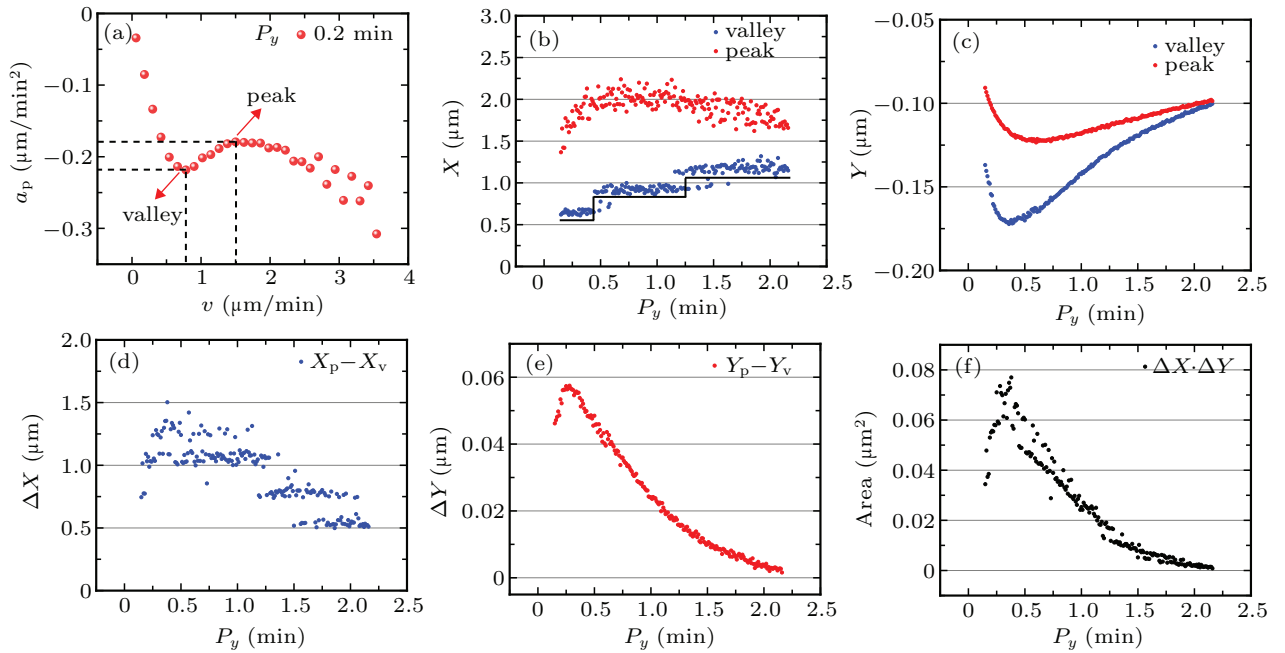 (a)
P_y 0.2 min
peak
valley
0
−0.1
−0.2
−0.3
a_p (µm/min²)
0 1 2 3 4
v (µm/min)
(b)
valley
peak
3.0
2.5
2.0
1.5
1.0
0.5
0
X (µm)
0 0.5 1.0 1.5 2.0 2.5
P_y (min)
(c)
valley
peak
−0.05
−0.10
−0.15
−0.20
Y (µm)
0 0.5 1.0 1.5 2.0 2.5
P_y (min)
(d)
X_p−X_v
2.0
1.5
1.0
0.5
0
ΔX (µm)
0 0.5 1.0 1.5 2.0 2.5
P_y (min)
(e)
Y_p−Y_v
0.06
0.04
0.02
0
ΔY (µm)
0 0.5 1.0 1.5 2.0 2.5
P_y (min)
(f)
ΔX·ΔY
0.08
0.06
0.04
0.02
0
Area (µm²)
0 0.5 1.0 1.5 2.0 2.5
P_y (min)